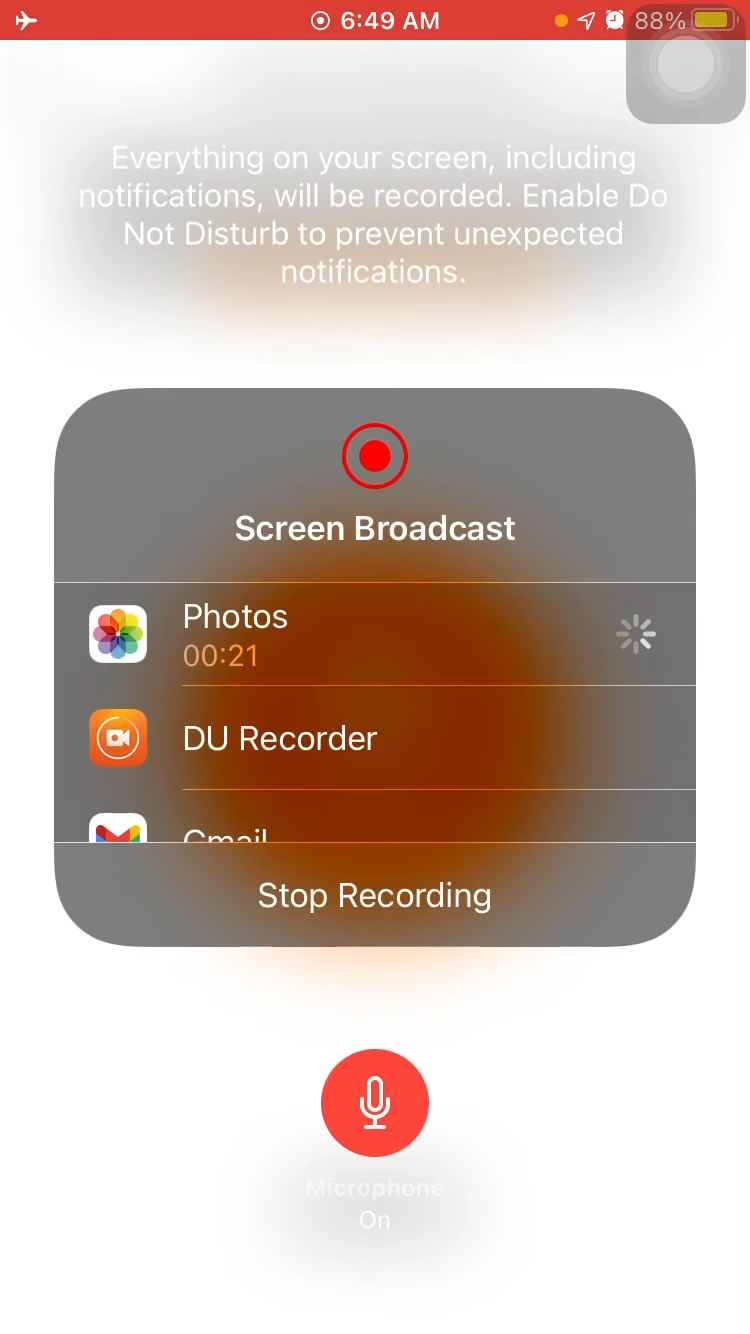 6:49 AM
88%
Everything on your screen, including
notifications, will be recorded. Enable Do
Not Disturb to prevent unexpected
notifications.
Screen Broadcast
Photos
00:21
DU Recorder
Gmail
Stop Recording
Microphone
On